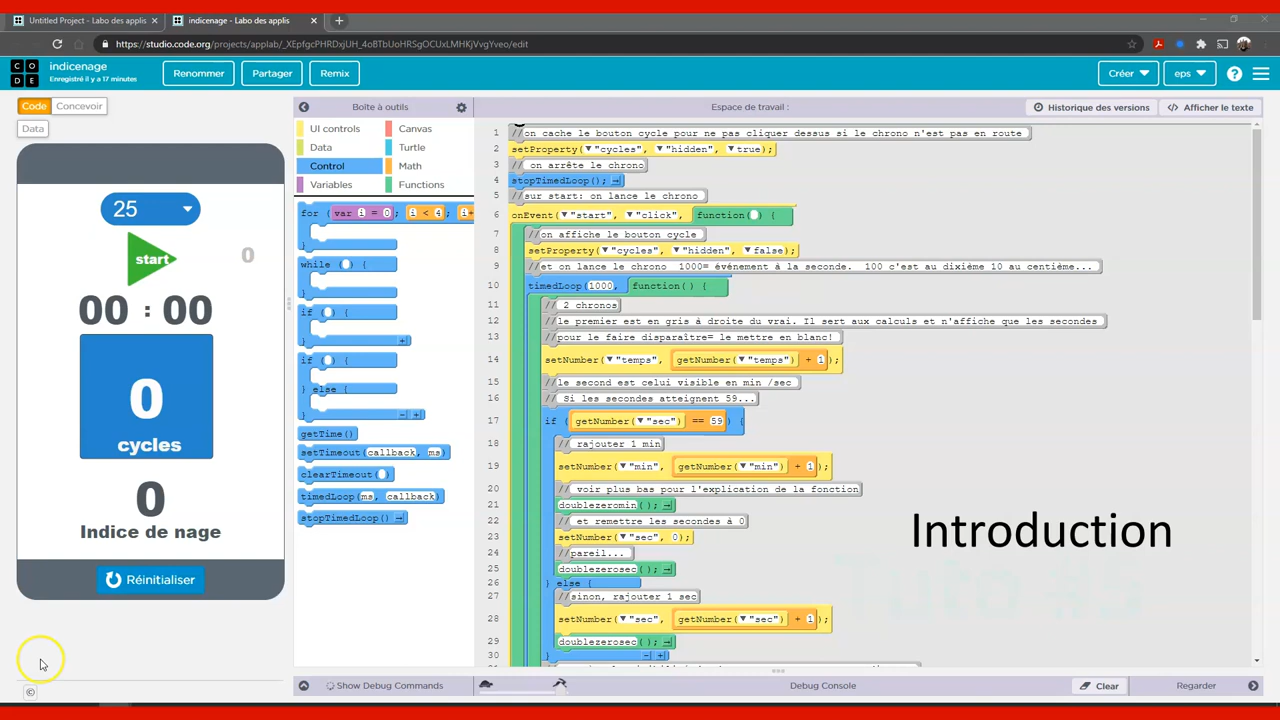 Untitled Project - Labo des applis
indicenage - Labo des applis
https://studio.code.org/projects/applab/_XEpfgcPHRDxjUH_4oBTbUoHRSgOCUxLMHKjVvgYveo/edit
CODE
indicenage
Enregistré il y a 17 minutes
Renommer
Partager
Remix
Créer
eps
Code
Concevoir
Data
Boîte à outils
Espace de travail :
Historique des versions
</> Afficher le texte
UI controls
Canvas
Data
Turtle
Control
Math
Variables
Functions
for ( var i = 0; i < 4; i+
}
while () {
}
if () {
}
if () {
} else {
}
getTime()
setTimeout(callback, ms)
clearTimeout()
timedLoop(ms, callback)
stopTimedLoop()
25
start
0
00 : 00
0
cycles
0
Indice de nage
Réinitialiser
1 //on cache le bouton cycle pour ne pas cliquer dessus si le chrono n'est pas en route
2 setProperty("cycles", "hidden", true);
3 // on arrête le chrono
4 stopTimedLoop();
5 //sur start: on lance le chrono
6 onEvent("start", "click", function() {
7 //on affiche le bouton cycle
8 setProperty("cycles", "hidden", false);
9 //et on lance le chrono 1000= évènement à la seconde. 100 c'est au dixième 10 au centième...
10 timedLoop(1000, function() {
11 // 2 chronos
12 //le premier est en gris à droite du vrai. Il sert aux calculs et n'affiche que les secondes
13 //pour le faire disparaître= le mettre en blanc!
14 setNumber("temps", getNumber("temps") + 1);
15 //le second est celui visible en min /sec
16 // Si les secondes atteignent 59...
17 if ( getNumber("sec") == 59 ) {
18 // rajouter 1 min
19 setNumber("min", getNumber("min") + 1);
20 // voir plus bas pour l'explication de la fonction
21 doublezeromin();
22 // et remettre les secondes à 0
23 setNumber("sec", 0);
24 //pareil...
25 doublezerosec();
26 } else {
27 //sinon, rajouter 1 sec
28 setNumber("sec", getNumber("sec") + 1);
29 doublezerosec();
30 }
Introduction
©
Show Debug Commands
Debug Console
Clear
Regarder